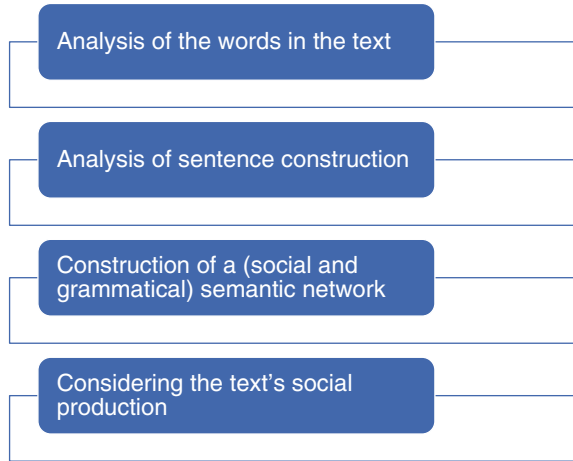 Analysis of the words in the text
Analysis of sentence construction
Construction of a (social and
grammatical) semantic network
Considering the text's social
production